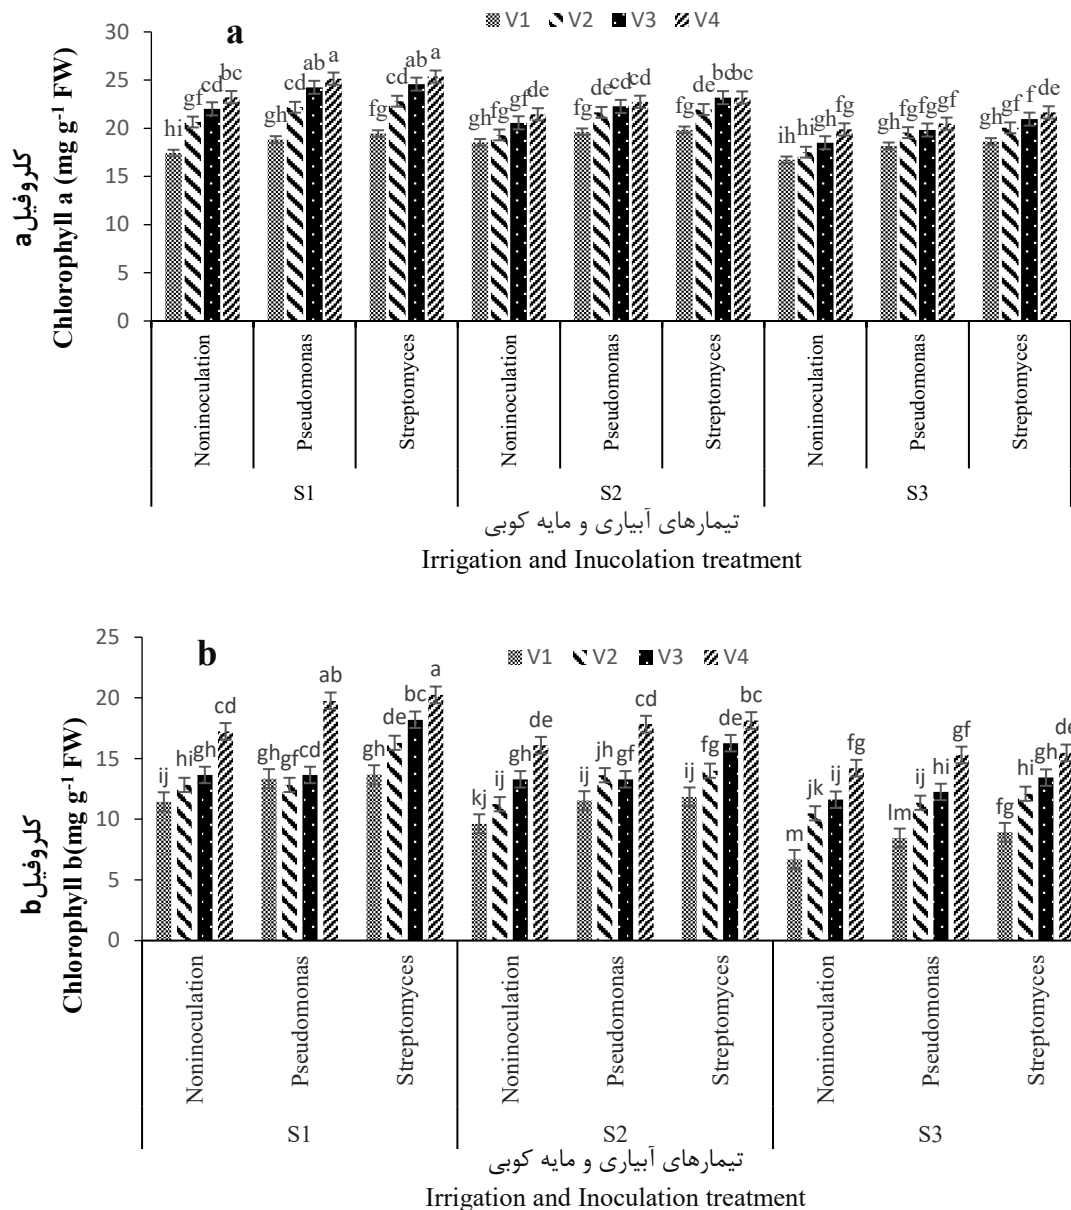 a
V1 V2 V3 V4
30
25
20
15
10
5
0
کلروفیل a
Chlorophyll a (mg g-1 FW)
hi gf cd bc gh cd ab a fg cd ab a gh fg gf de fg de cd cd fg de bc bc ih hi gh fg gh fg fg gf gh gf f de
Noninoculation Pseudomonas Streptomyces Noninoculation Pseudomonas Streptomyces Noninoculation Pseudomonas Streptomyces
S1 S2 S3
تیمارهای آبیاری و مایه کوبی
Irrigation and Inucolation treatment
b
V1 V2 V3 V4
25
20
15
10
5
0
کلروفیل b
Chlorophyll b(mg g-1 FW)
ij hi gh cd gh gf cd ab gh de bc a kj ij gh de ij jh gf cd ij fg de bc m jk ij fg lm ij hi gf fg hi gh de
Noninoculation Pseudomonas Streptomyces Noninoculation Pseudomonas Streptomyces Noninoculation Pseudomonas Streptomyces
S1 S2 S3
تیمارهای آبیاری و مایه کوبی
Irrigation and Inoculation treatment